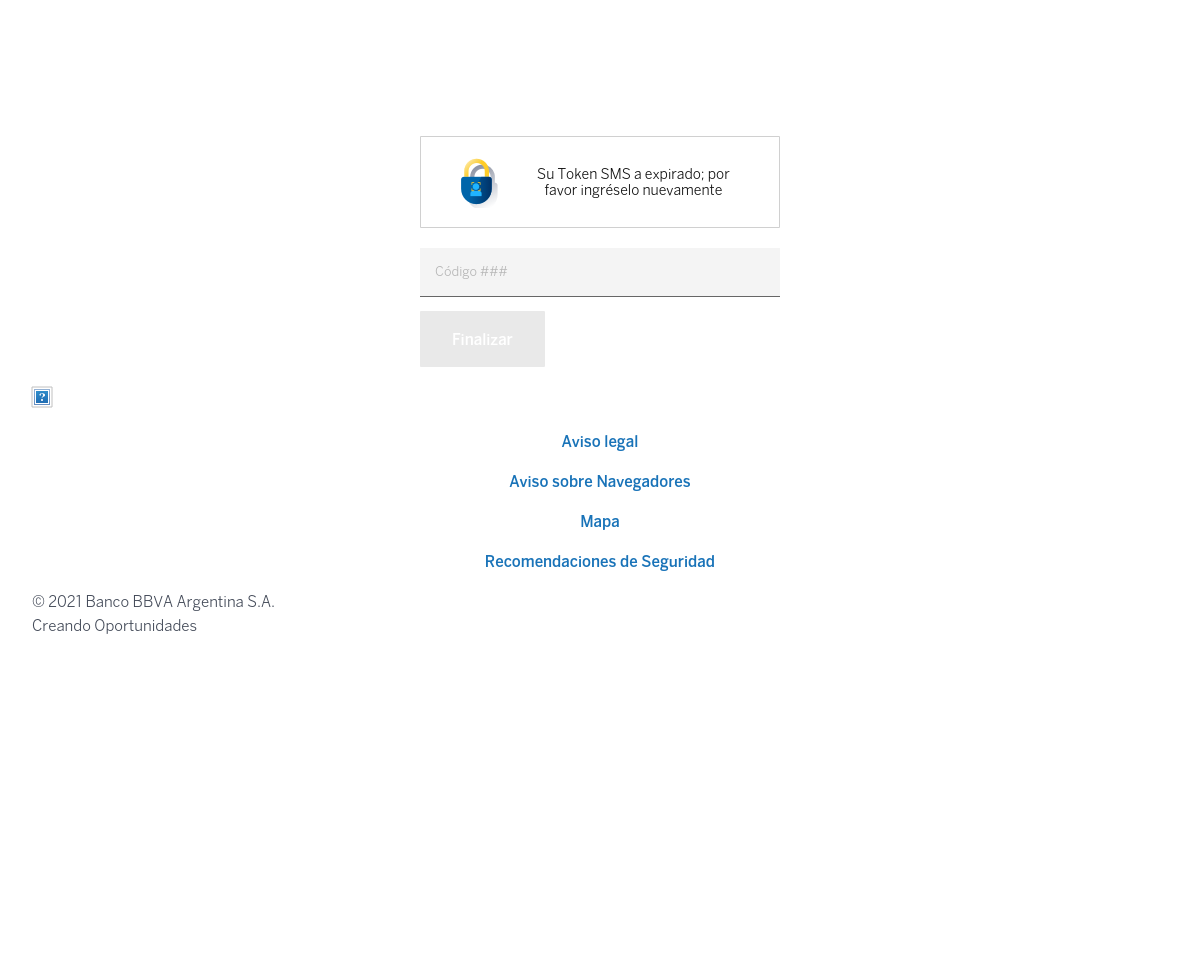 Su Token SMS a expirado; por
favor ingréselo nuevamente
Código ###
Finalizar
?
Aviso legal
Aviso sobre Navegadores
Mapa
Recomendaciones de Seguridad
© 2021 Banco BBVA Argentina S.A.
Creando Oportunidades